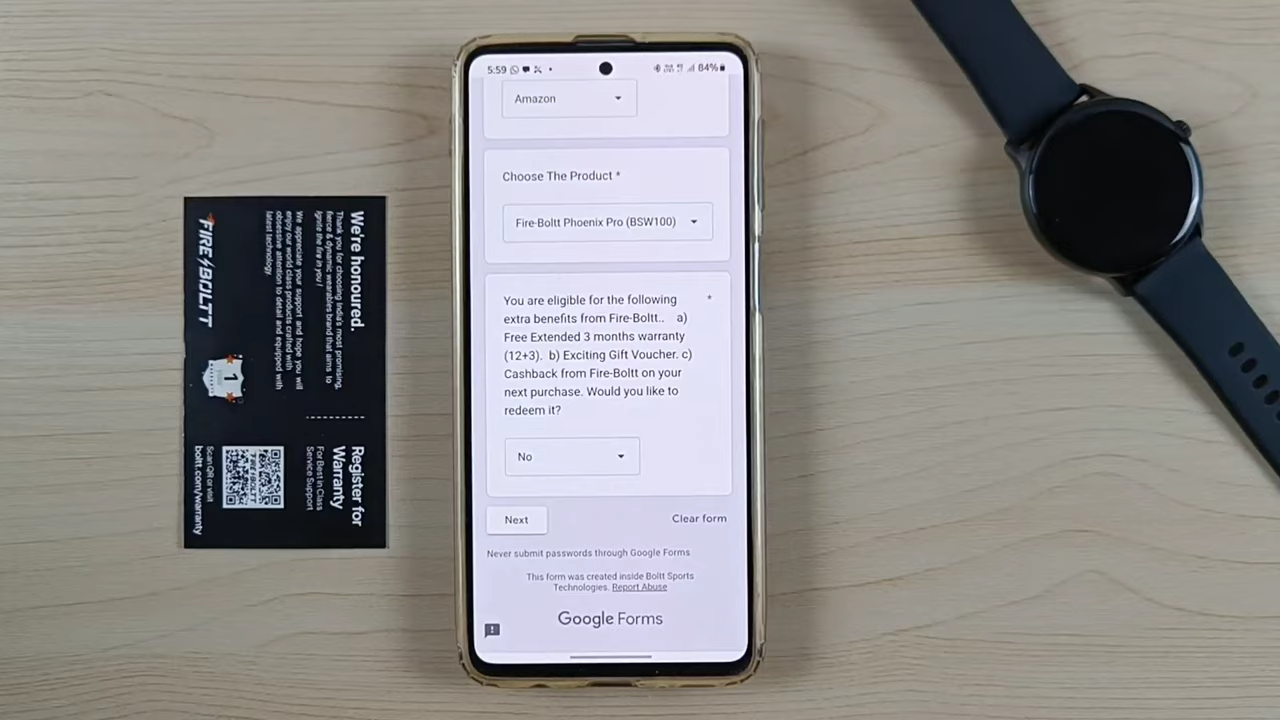 5:59
84%
Amazon
Choose The Product *
Fire-Boltt Phoenix Pro (BSW100)
You are eligible for the following *
extra benefits from Fire-Boltt.. a)
Free Extended 3 months warranty
(12+3). b) Exciting Gift Voucher. c)
Cashback from Fire-Boltt on your
next purchase. Would you like to
redeem it?
No
Next
Clear form
Never submit passwords through Google Forms
This form was created inside Boltt Sports
Technologies. Report Abuse
Google Forms
We're honoured.
Thank you for choosing India's most promising,
fierce & dynamic wearables brand that aims to
ignite the fire in you!
We appreciate your support and hope you will
enjoy our world class products crafted with
obsessive attention to detail and equipped with
latest technology.
FIRE BOLTT
1
YEAR
WARRANTY
Register for
Warranty
For Best in Class
Service Support
Scan QR or visit
boltt.com/warranty